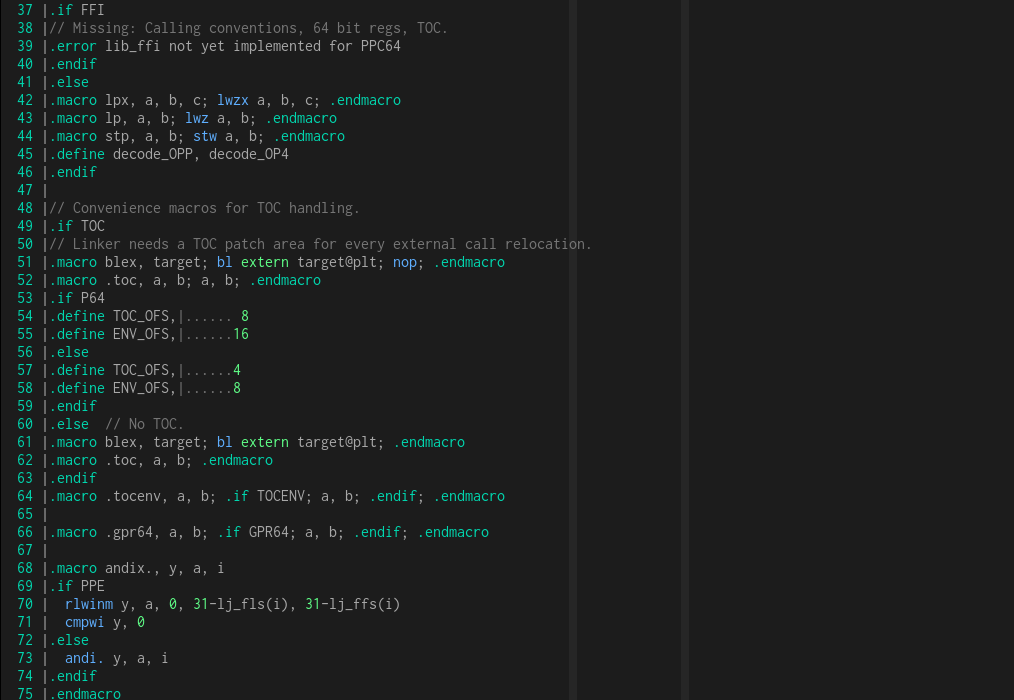 37 |.if FFI
38 |// Missing: Calling conventions, 64 bit regs, TOC.
39 |.error lib_ffi not yet implemented for PPC64
40 |.endif
41 |.else
42 |.macro lpx, a, b, c; lwzx a, b, c; .endmacro
43 |.macro lp, a, b; lwz a, b; .endmacro
44 |.macro stp, a, b; stw a, b; .endmacro
45 |.define decode_OPP, decode_OP4
46 |.endif
47 |
48 |// Convenience macros for TOC handling.
49 |.if TOC
50 |// Linker needs a TOC patch area for every external call relocation.
51 |.macro blex, target; bl extern target@plt; nop; .endmacro
52 |.macro .toc, a, b; a, b; .endmacro
53 |.if P64
54 |.define TOC_OFS,|...... 8
55 |.define ENV_OFS,|......16
56 |.else
57 |.define TOC_OFS,|......4
58 |.define ENV_OFS,|......8
59 |.endif
60 |.else  // No TOC.
61 |.macro blex, target; bl extern target@plt; .endmacro
62 |.macro .toc, a, b; .endmacro
63 |.endif
64 |.macro .tocenv, a, b; .if TOCENV; a, b; .endif; .endmacro
65 |
66 |.macro .gpr64, a, b; .if GPR64; a, b; .endif; .endmacro
67 |
68 |.macro andix., y, a, i
69 |.if PPE
70 |  rlwinm y, a, 0, 31-lj_fls(i), 31-lj_ffs(i)
71 |  cmpwi y, 0
72 |.else
73 |  andi. y, a, i
74 |.endif
75 |.endmacro